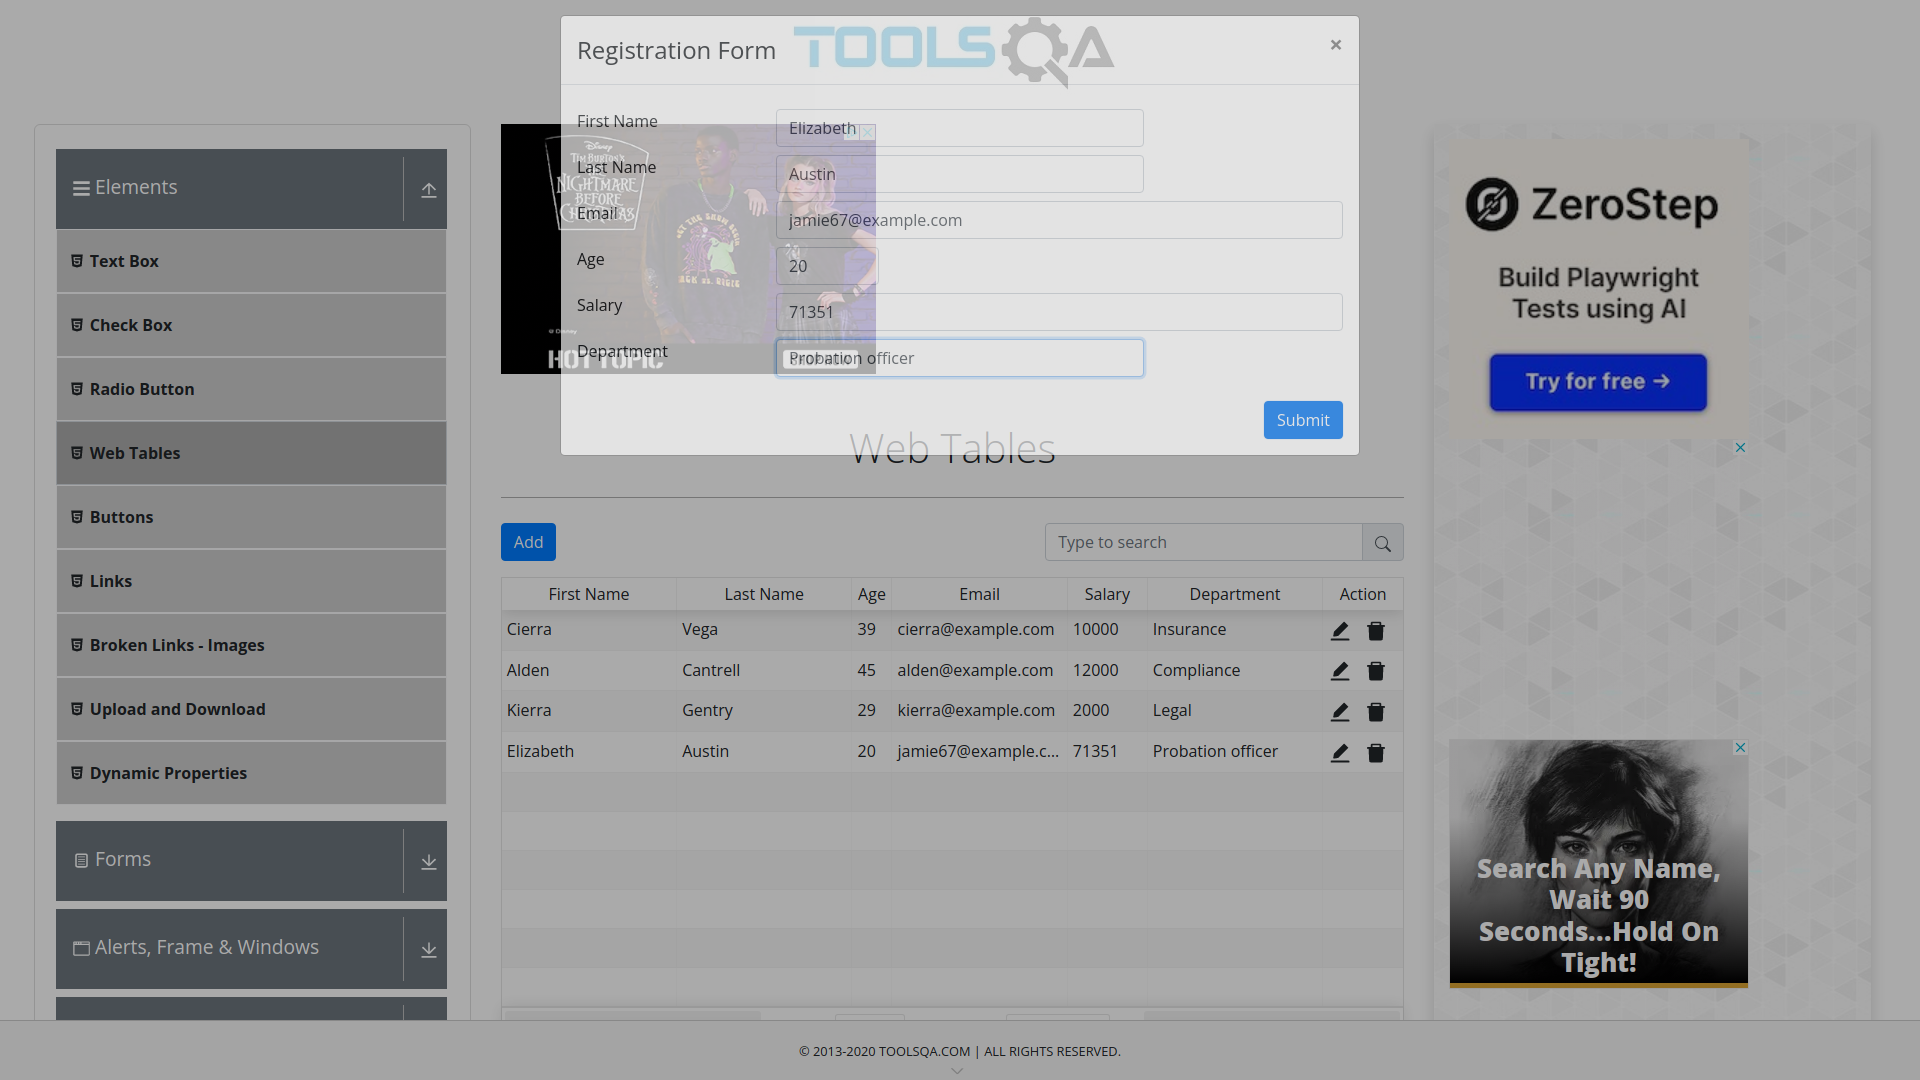 Registration Form
TOOLSQA
×
First Name
Elizabeth
Last Name
Austin
Email
jamie67@example.com
Age
20
Salary
71351
Department
Probation officer
Submit
Disney
TIM BURTON'S
NIGHTMARE
BEFORE
CHRISTMAS
© Disney
HOT TOPIC
Elements
Text Box
Check Box
Radio Button
Web Tables
Buttons
Links
Broken Links - Images
Upload and Download
Dynamic Properties
Forms
Alerts, Frame & Windows
Web Tables
Add
Type to search
First Name Last Name Age Email Salary Department Action
Cierra Vega 39 cierra@example.com 10000 Insurance
Alden Cantrell 45 alden@example.com 12000 Compliance
Kierra Gentry 29 kierra@example.com 2000 Legal
Elizabeth Austin 20 jamie67@example.c... 71351 Probation officer
ZeroStep
Build Playwright
Tests using AI
Try for free →
Search Any Name,
Wait 90
Seconds...Hold On
Tight!
© 2013-2020 TOOLSQA.COM | ALL RIGHTS RESERVED.